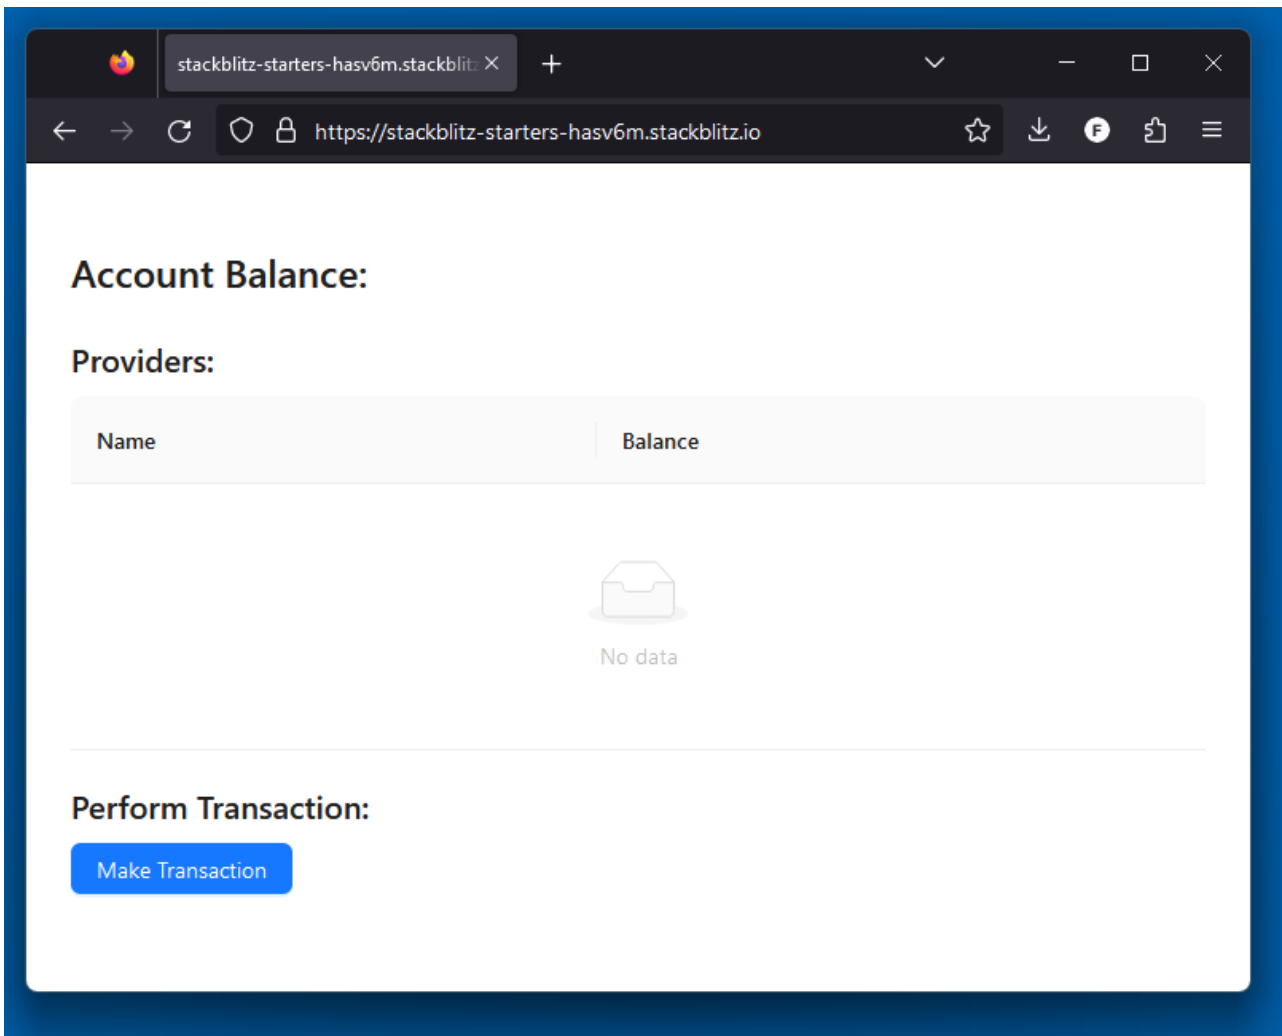 stackblitz-starters-hasv6m.stackblitz
https://stackblitz-starters-hasv6m.stackblitz.io
F
Account Balance:
Providers:
Name Balance
No data
Perform Transaction:
Make Transaction